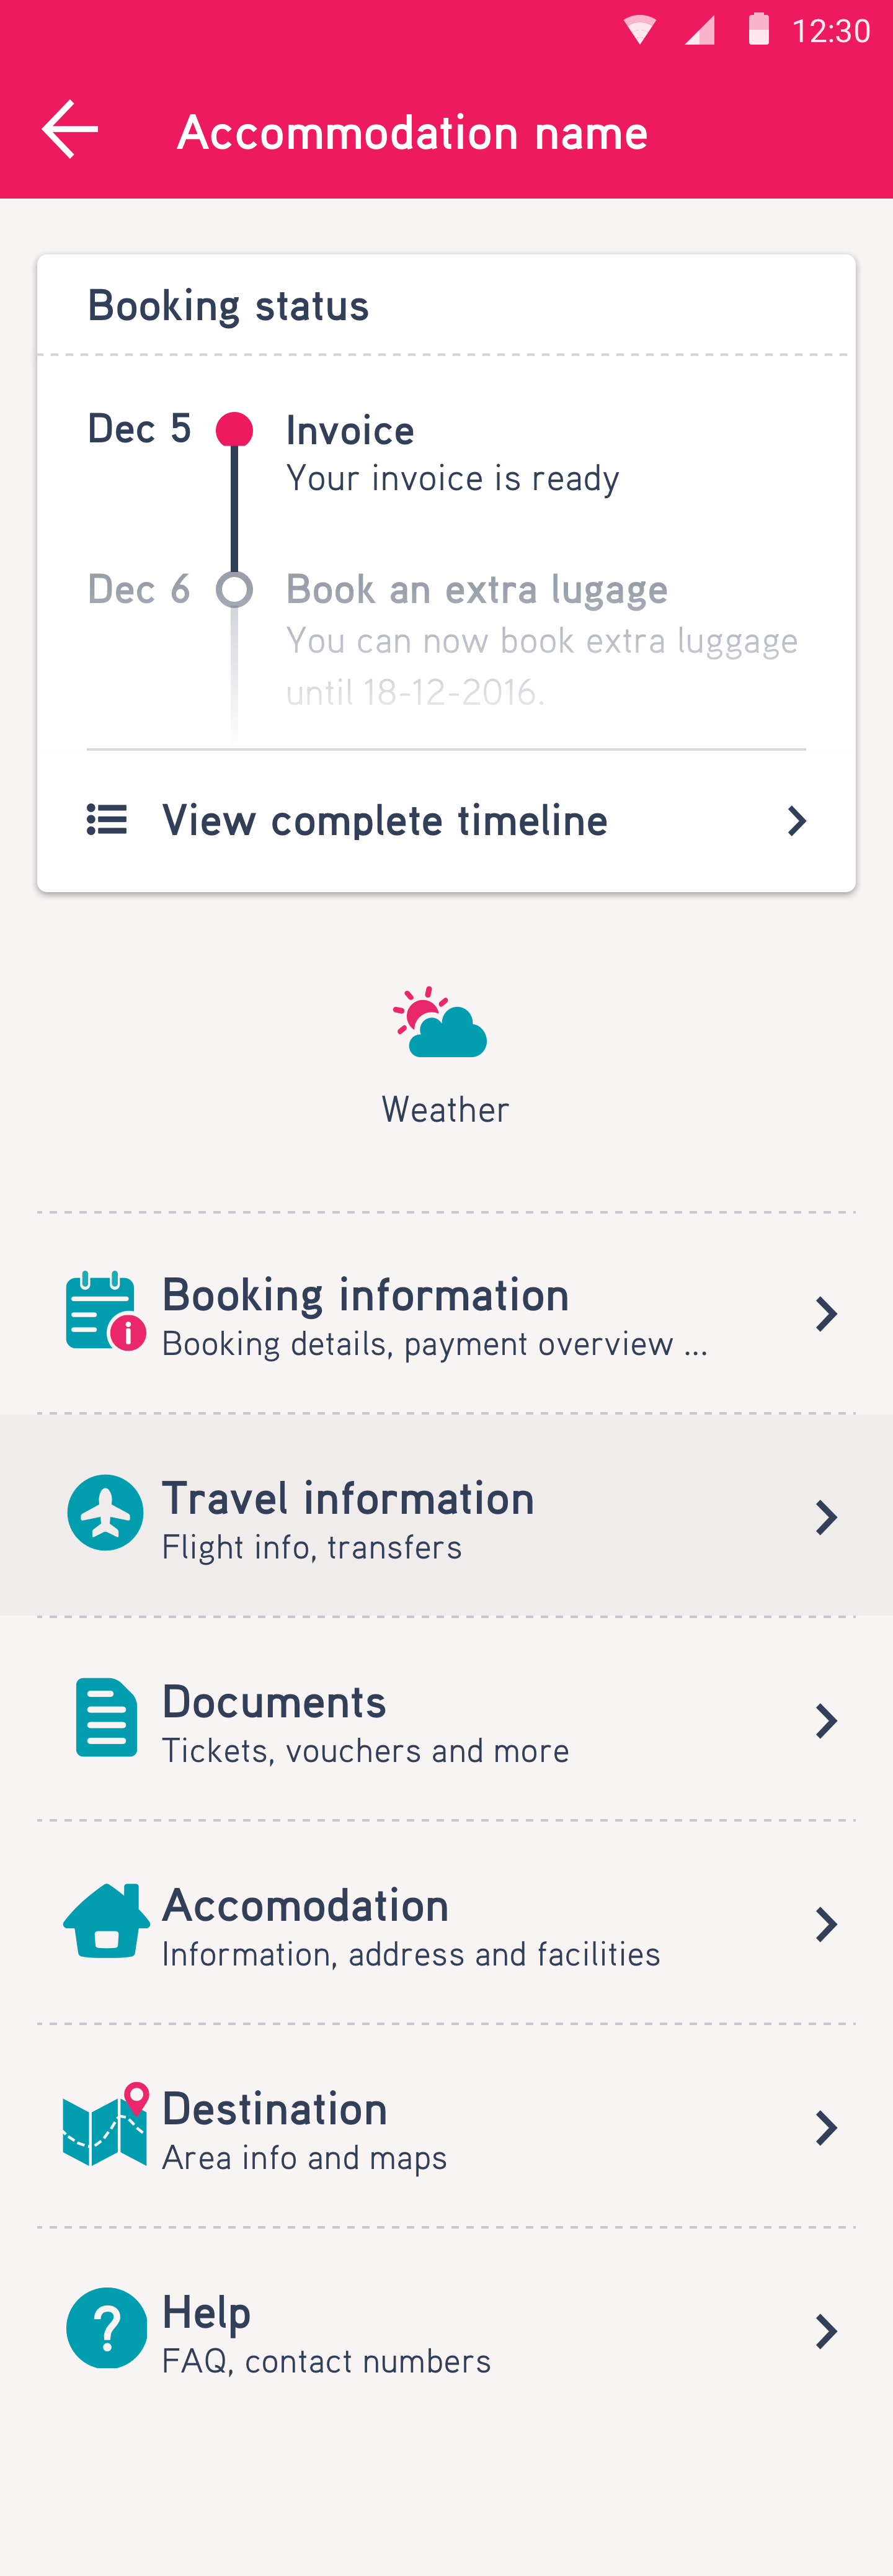 12:30
Accommodation name
Booking status
Dec 5
Invoice
Your invoice is ready
Dec 6
Book an extra lugage
You can now book extra luggage
until 18-12-2016.
View complete timeline
Weather
Booking information
Booking details, payment overview ...
Travel information
Flight info, transfers
Documents
Tickets, vouchers and more
Accomodation
Information, address and facilities
Destination
Area info and maps
Help
FAQ, contact numbers